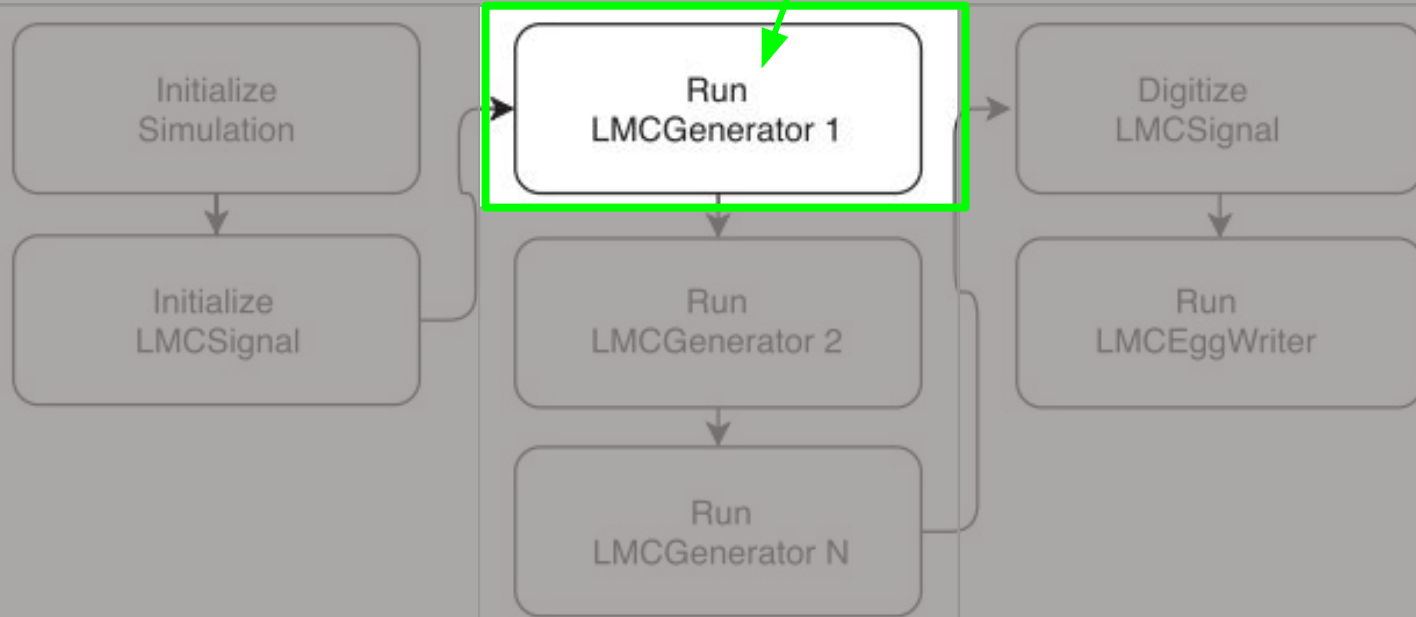 Initialize
Simulation
Initialize
LMCSignal
Run
LMCGenerator 1
Run
LMCGenerator 2
Run
LMCGenerator N
Digitize
LMCSignal
Run
LMCEggWriter